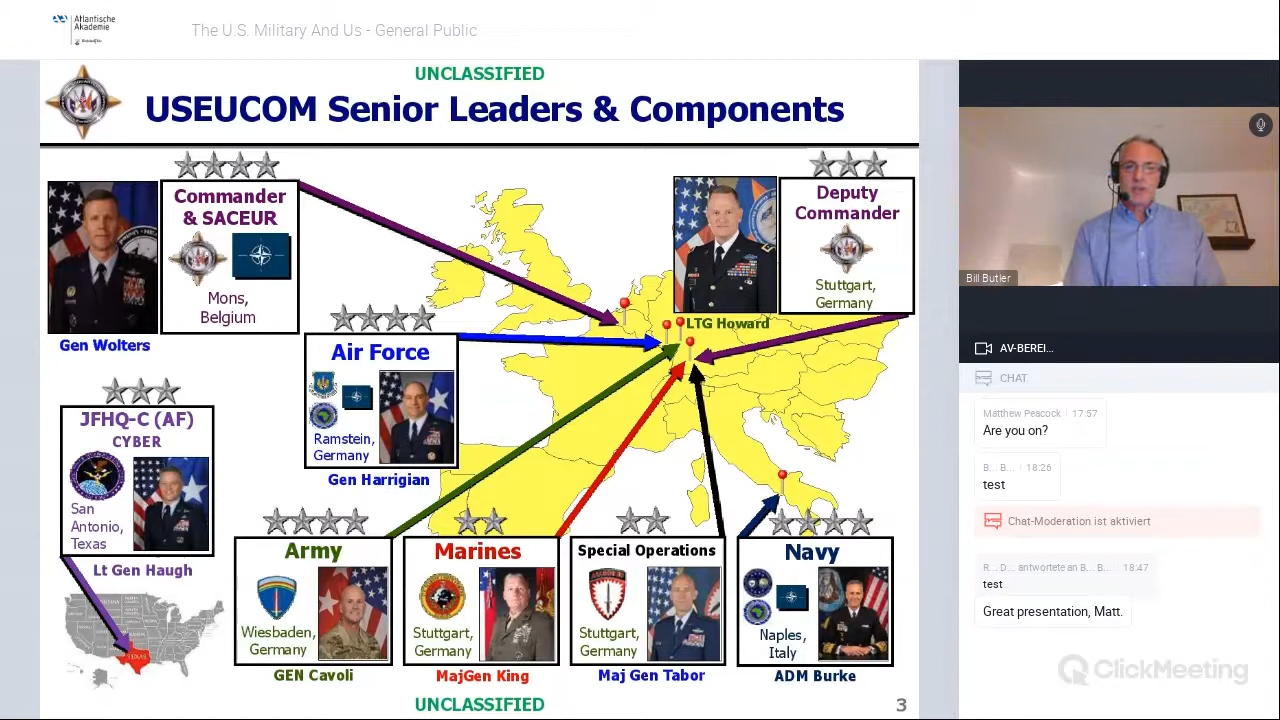 Atlantische
Akademie
The U.S. Military And Us - General Public
UNCLASSIFIED
USEUCOM Senior Leaders & Components
Commander
& SACEUR
Mons,
Belgium
Gen Wolters
Deputy
Commander
Stuttgart,
Germany
LTG Howard
Air Force
Ramstein,
Germany
Gen Harrigian
JFHQ-C (AF)
CYBER
San
Antonio,
Texas
Lt Gen Haugh
TEXAS
Army
Wiesbaden,
Germany
GEN Cavoli
Marines
Stuttgart,
Germany
MajGen King
Special Operations
Stuttgart,
Germany
Maj Gen Tabor
Navy
Naples,
Italy
ADM Burke
UNCLASSIFIED
3
Bill Butler
AV-BEREI...
CHAT
Matthew Peacock 17:57
Are you on?
B... B... 18:26
test
Chat-Moderation ist aktiviert
R... D... antwortete an B... B... 18:47
test
Great presentation, Matt.
ClickMeeting